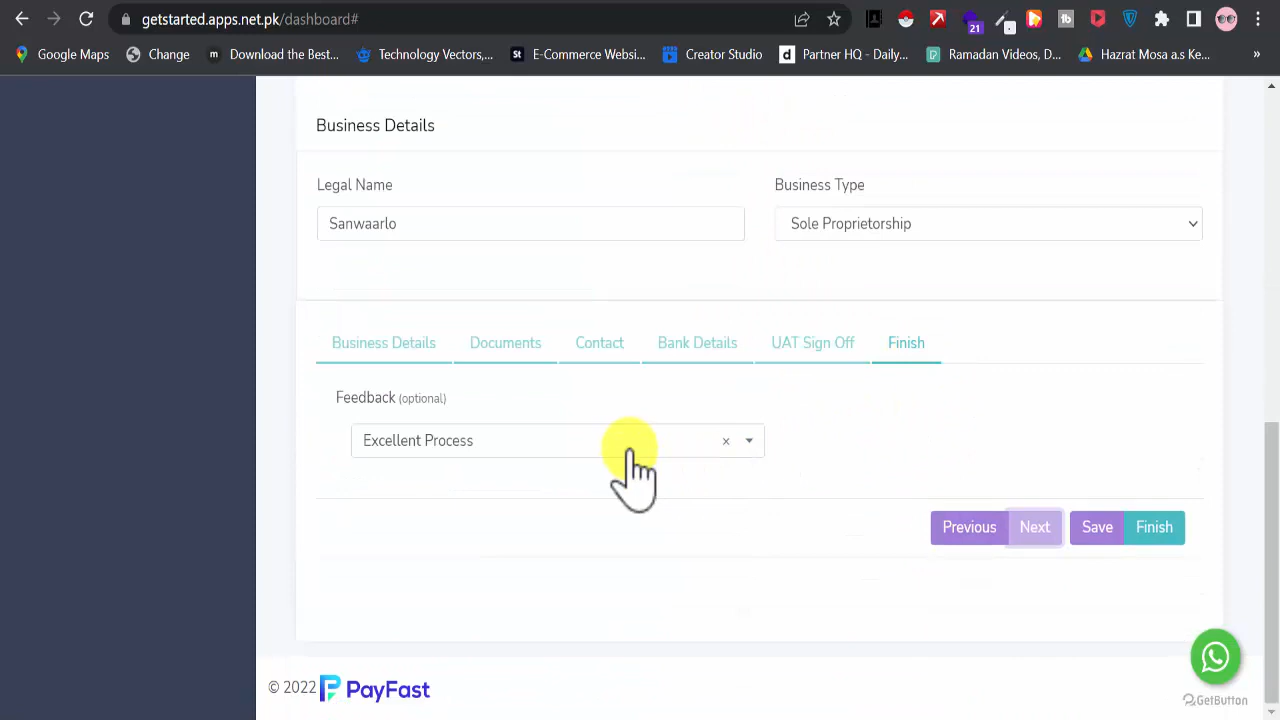 getstarted.apps.net.pk/dashboard#
21
Google Maps
Change
m Download the Best...
Technology Vectors,...
St E-Commerce Websi...
Creator Studio
d Partner HQ - Daily...
Ramadan Videos, D...
Hazrat Mosa a.s Ke...
»
Business Details
Legal Name
Business Type
Sanwaarlo
Sole Proprietorship
Business Details Documents Contact Bank Details UAT Sign Off Finish
Feedback (optional)
Excellent Process ×
Previous Next Save Finish
© 2022 PayFast
GetButton